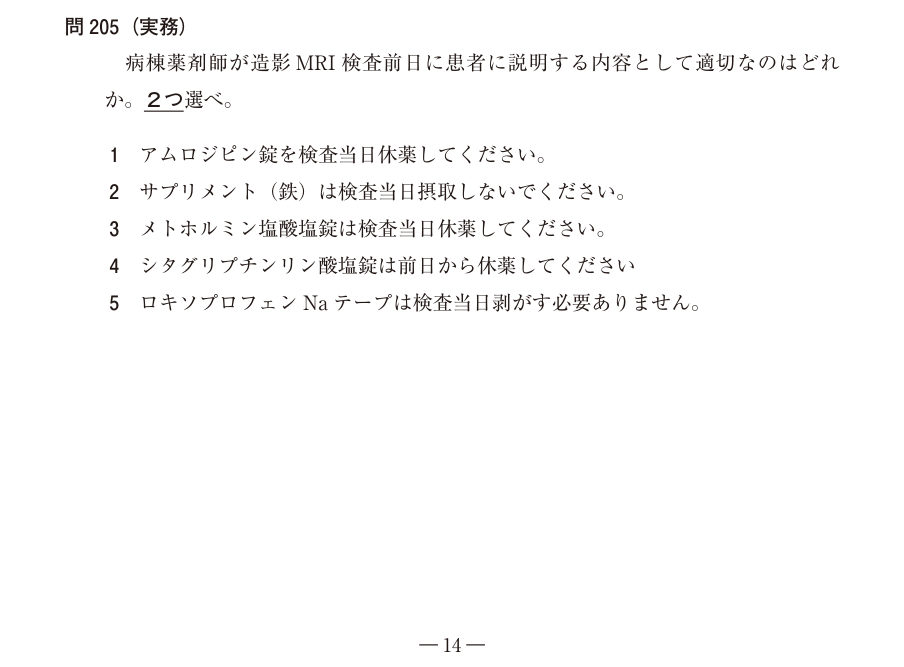 問 205（実務）
病棟薬剤師が造影 MRI 検査前日に患者に説明する内容として適切なのはどれ
か。２つ選べ。
1 アムロジピン錠を検査当日休薬してください。
2 サプリメント（鉄）は検査当日摂取しないでください。
3 メトホルミン塩酸塩錠は検査当日休薬してください。
4 シタグリプチンリン酸塩錠は前日から休薬してください
5 ロキソプロフェン Na テープは検査当日剥がす必要ありません。
— 14 —